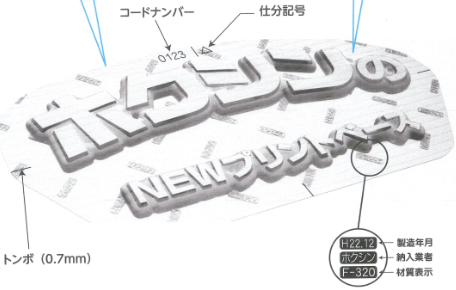 コードナンバー
仕分記号
0123
ホクシンの
NEWプリントベース
トンボ（0.7mm）
H22.12
製造年月
ホクシン
納入業者
F-320
材質表示